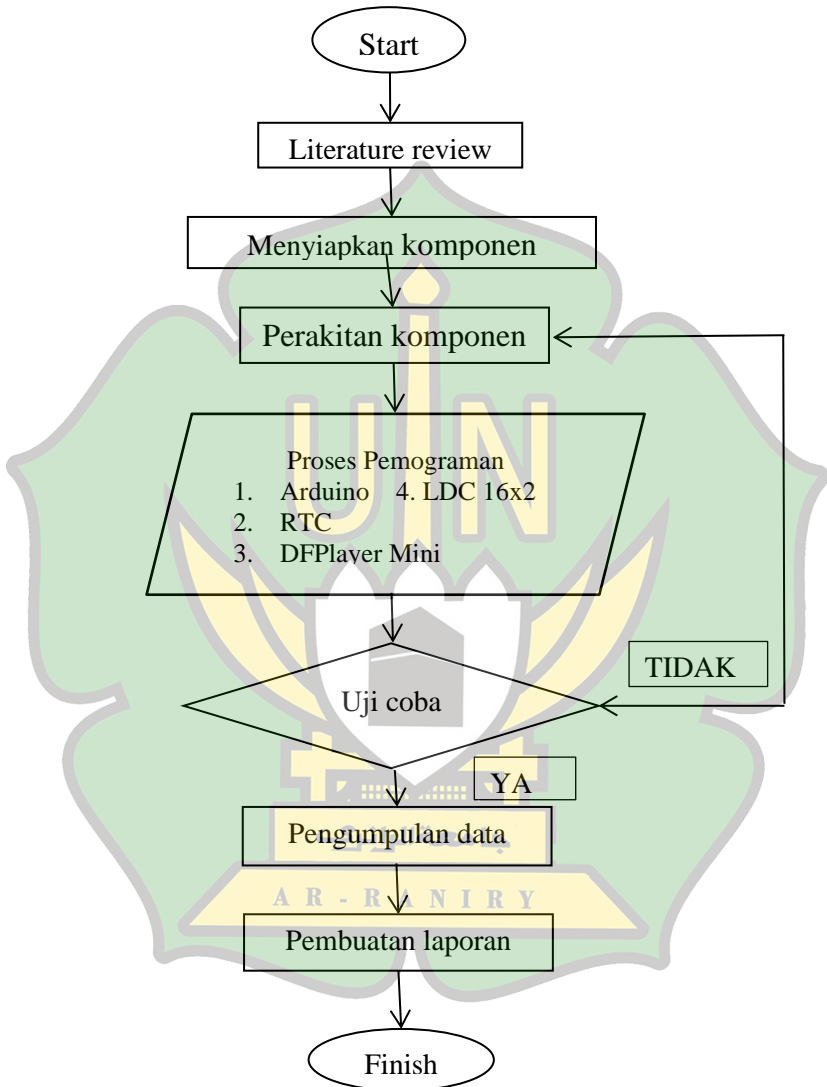 Start
Literature review
Menyiapkan komponen
Perakitan komponen
UIN
Proses Pemograman
1. Arduino 4. LDC 16x2
2. RTC
3. DFPlayer Mini
TIDAK
Uji coba
YA
Pengumpulan data
AR-RANIRY
Pembuatan laporan
Finish